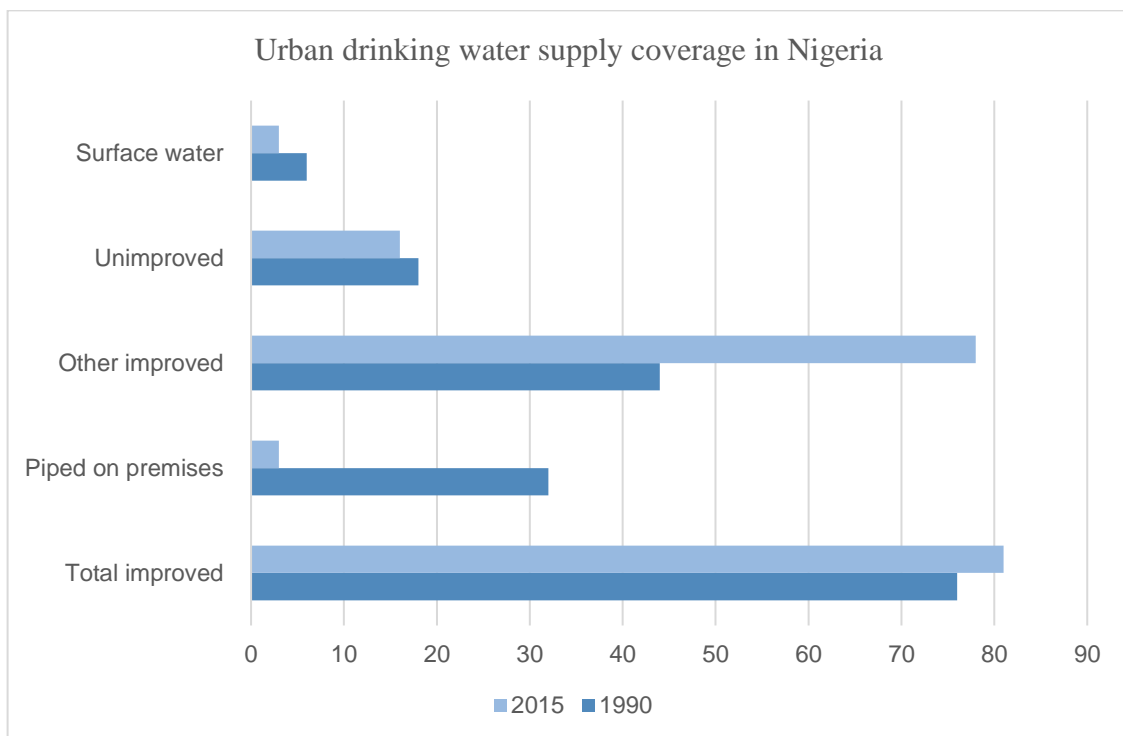 Urban drinking water supply coverage in Nigeria
Surface water
Unimproved
Other improved
Piped on premises
Total improved
0 10 20 30 40 50 60 70 80 90
2015 1990